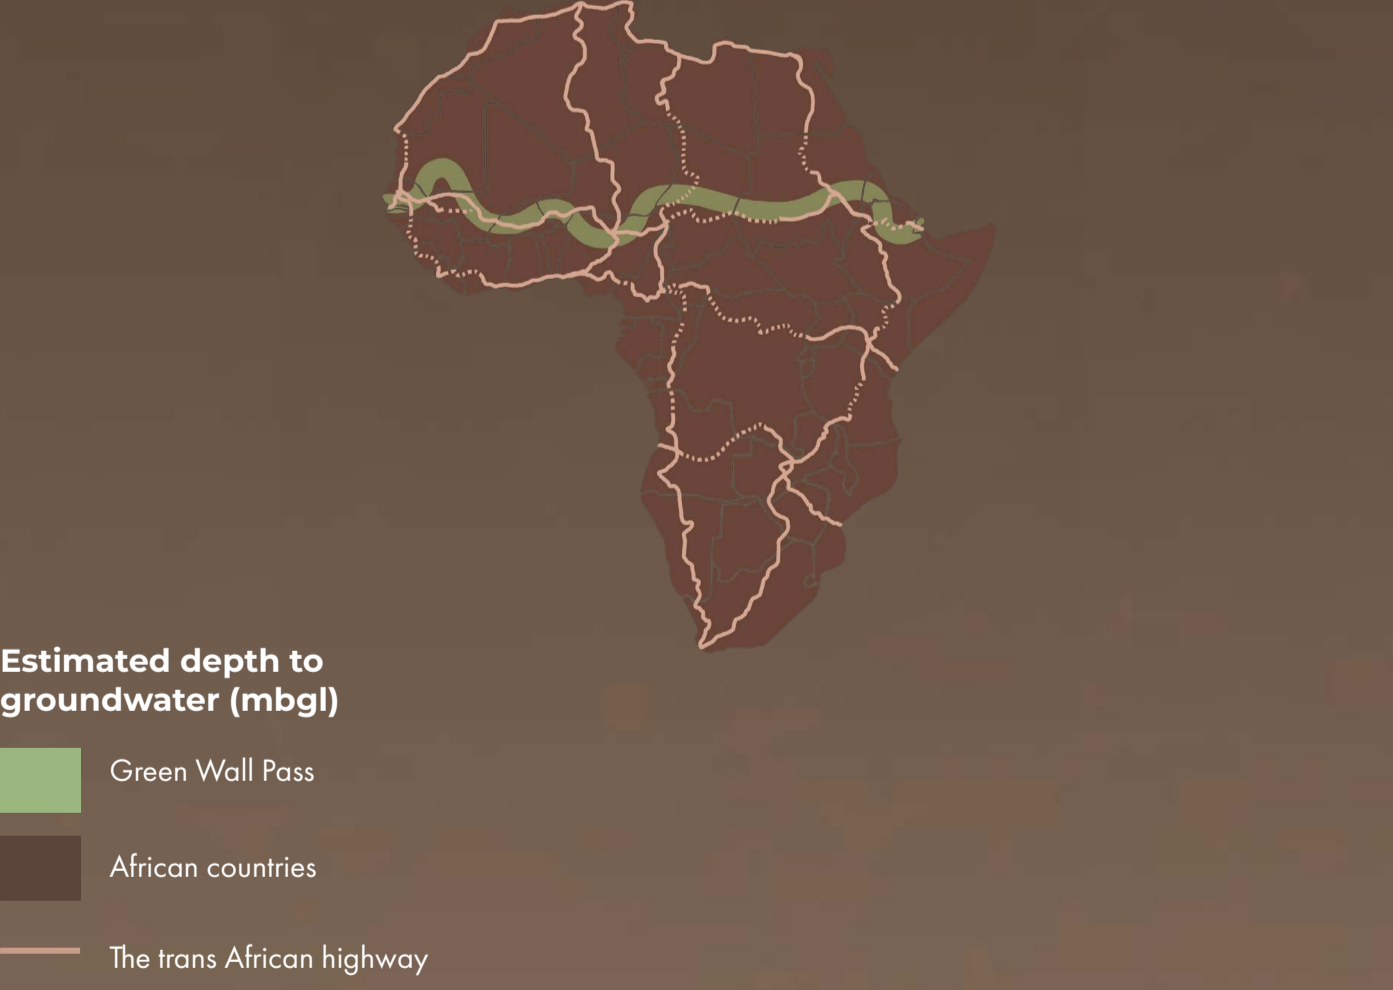 Estimated depth to
groundwater (mbgl)
Green Wall Pass
African countries
The trans African highway